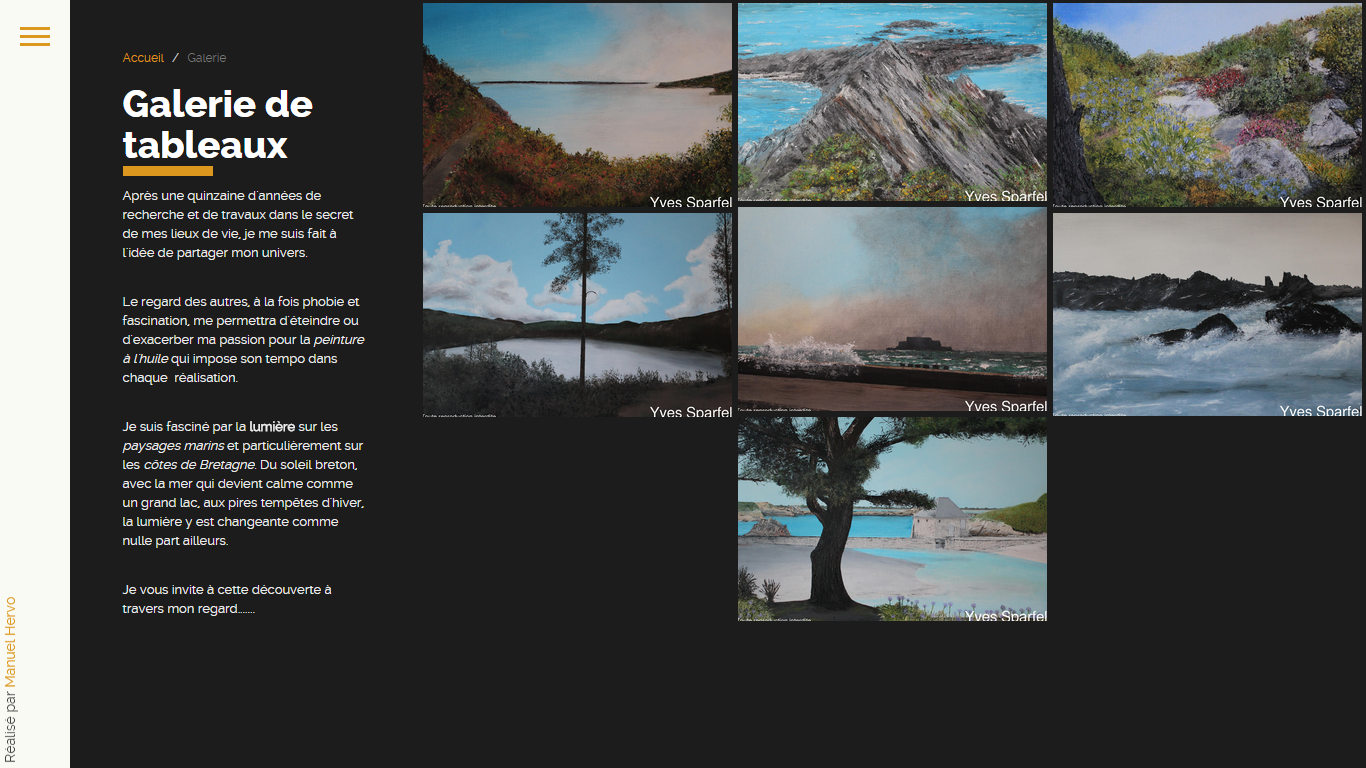 Accueil / Galerie
Galerie de
tableaux
Après une quinzaine d'années de
recherche et de travaux dans le secret
de mes lieux de vie, je me suis fait à
l'idée de partager mon univers.
Le regard des autres, à la fois phobie et
fascination, me permettra d'éteindre ou
d'exacerber ma passion pour la peinture
à l'huile qui impose son tempo dans
chaque réalisation.
Je suis fasciné par la lumière sur les
paysages marins et particulièrement sur
les côtes de Bretagne. Du soleil breton,
avec la mer qui devient calme comme
un grand lac, aux pires tempêtes d'hiver,
la lumière y est changeante comme
nulle part ailleurs.
Je vous invite à cette découverte à
travers mon regard.......
Réalisé par Manuel Hervo
Yves Sparfel
Yves Sparfel
Yves Sparfel
Yves Sparfel
Yves Sparfel
Yves Sparfel
Yves Sparfel